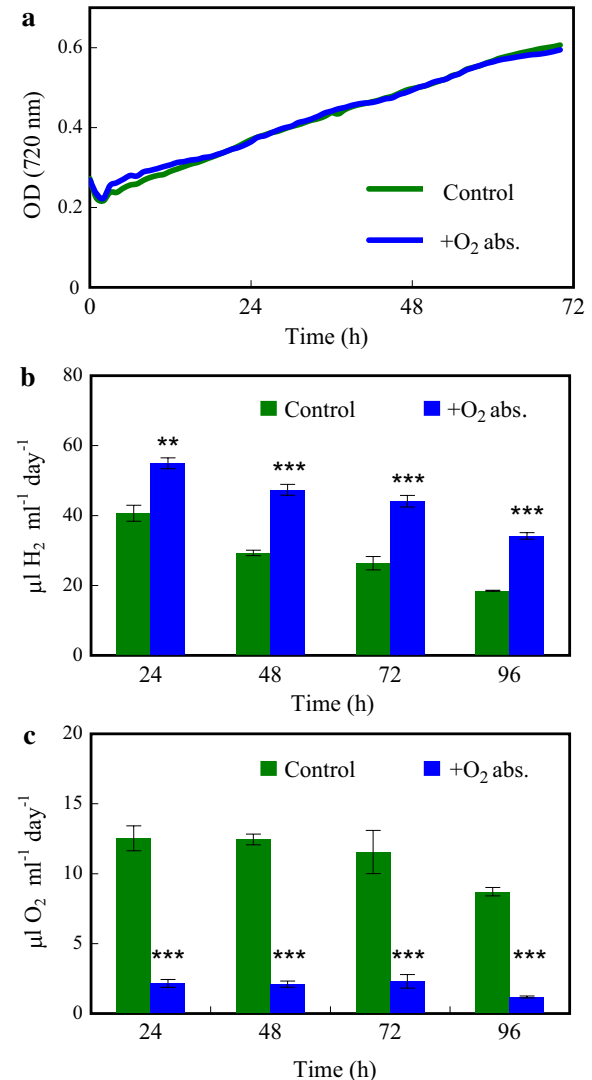 a
0.6
0.4
0.2
0
OD (720 nm)
Control
+O₂ abs.
0 24 48 72
Time (h)
b
80
60
40
20
0
µl H₂ ml⁻¹ day⁻¹
Control +O₂ abs.
** *** *** ***
24 48 72 96
Time (h)
c
20
15
10
5
0
µl O₂ ml⁻¹ day⁻¹
Control +O₂ abs.
*** *** *** ***
24 48 72 96
Time (h)